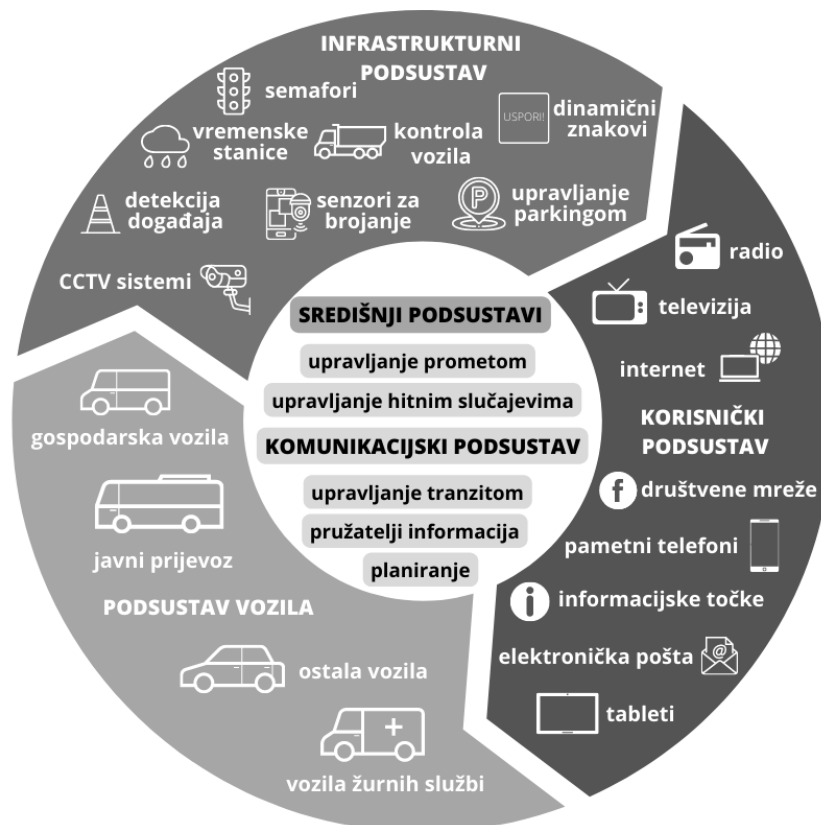 INFRASTRUKTURNI
PODSUSTAV
semafori
USPORI!
dinamični
znakovi
vremenske
stanice
kontrola
vozila
P
detekcija
događaja
senzori za
brojanje
upravljanje
parkingom
CCTV sistemi
radio
televizija
internet
KORISNIČKI
PODSUSTAV
f
društvene mreže
pametni telefoni
i
informacijske točke
elektronička pošta
@
tableti
SREDIŠNJI PODSUSTAVI
upravljanje prometom
upravljanje hitnim slučajevima
KOMUNIKACIJSKI PODSUSTAV
upravljanje tranzitom
pružatelji informacija
planiranje
gospodarska vozila
javni prijevoz
PODSUSTAV VOZILA
ostala vozila
vozila žurnih službi